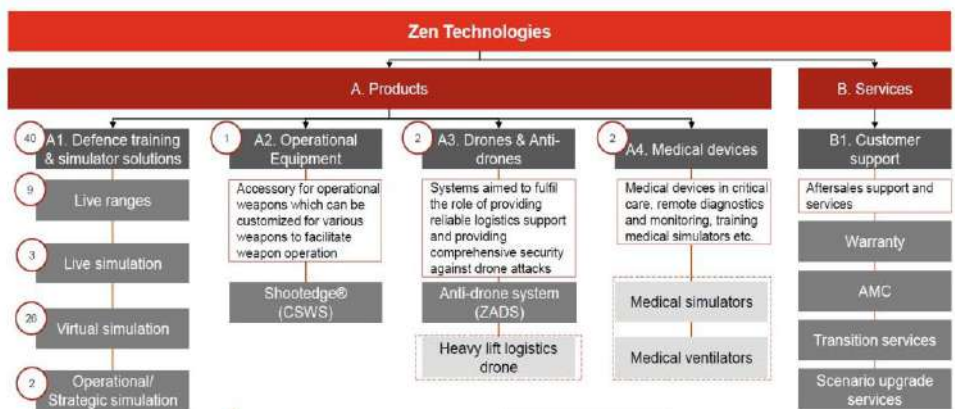 Zen Technologies
A. Products
B. Services
40
A1. Defence training
& simulator solutions
1
A2. Operational
Equipment
2
A3. Drones & Anti-
drones
2
A4. Medical devices
B1. Customer
support
9
Live ranges
3
Live simulation
26
Virtual simulation
2
Operational/
Strategic simulation
Accessory for operational
weapons which can be
customized for various
weapons to facilitate
weapon operation
Shootedge®
(CSWS)
Systems aimed to fulfil
the role of providing
reliable logistics support
and providing
comprehensive security
against drone attacks
Anti-drone system
(ZADS)
Heavy lift logistics
drone
Medical devices in critical
care, remote diagnostics
and monitoring, training
medical simulators etc.
Medical simulators
Medical ventilators
Aftersales support and
services
Warranty
AMC
Transition services
Scenario upgrade
services